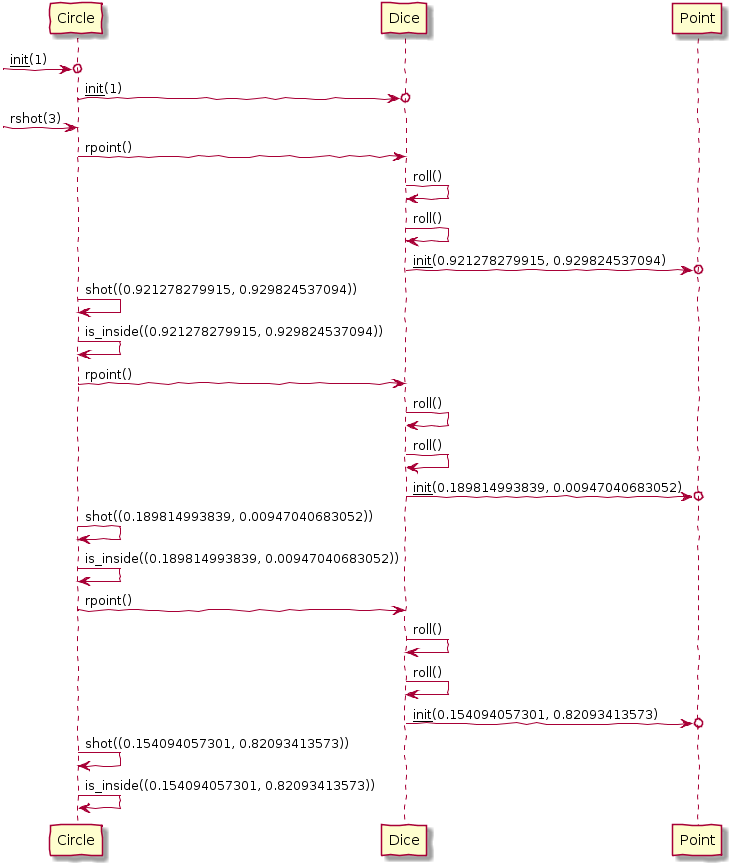 Circle Dice Point
init(1)
init(1)
rshot(3)
rpoint()
roll()
roll()
init(0.921278279915, 0.929824537094)
shot((0.921278279915, 0.929824537094))
is_inside((0.921278279915, 0.929824537094))
rpoint()
roll()
roll()
init(0.189814993839, 0.00947040683052)
shot((0.189814993839, 0.00947040683052))
is_inside((0.189814993839, 0.00947040683052))
rpoint()
roll()
roll()
init(0.154094057301, 0.82093413573)
shot((0.154094057301, 0.82093413573))
is_inside((0.154094057301, 0.82093413573))
Circle Dice Point